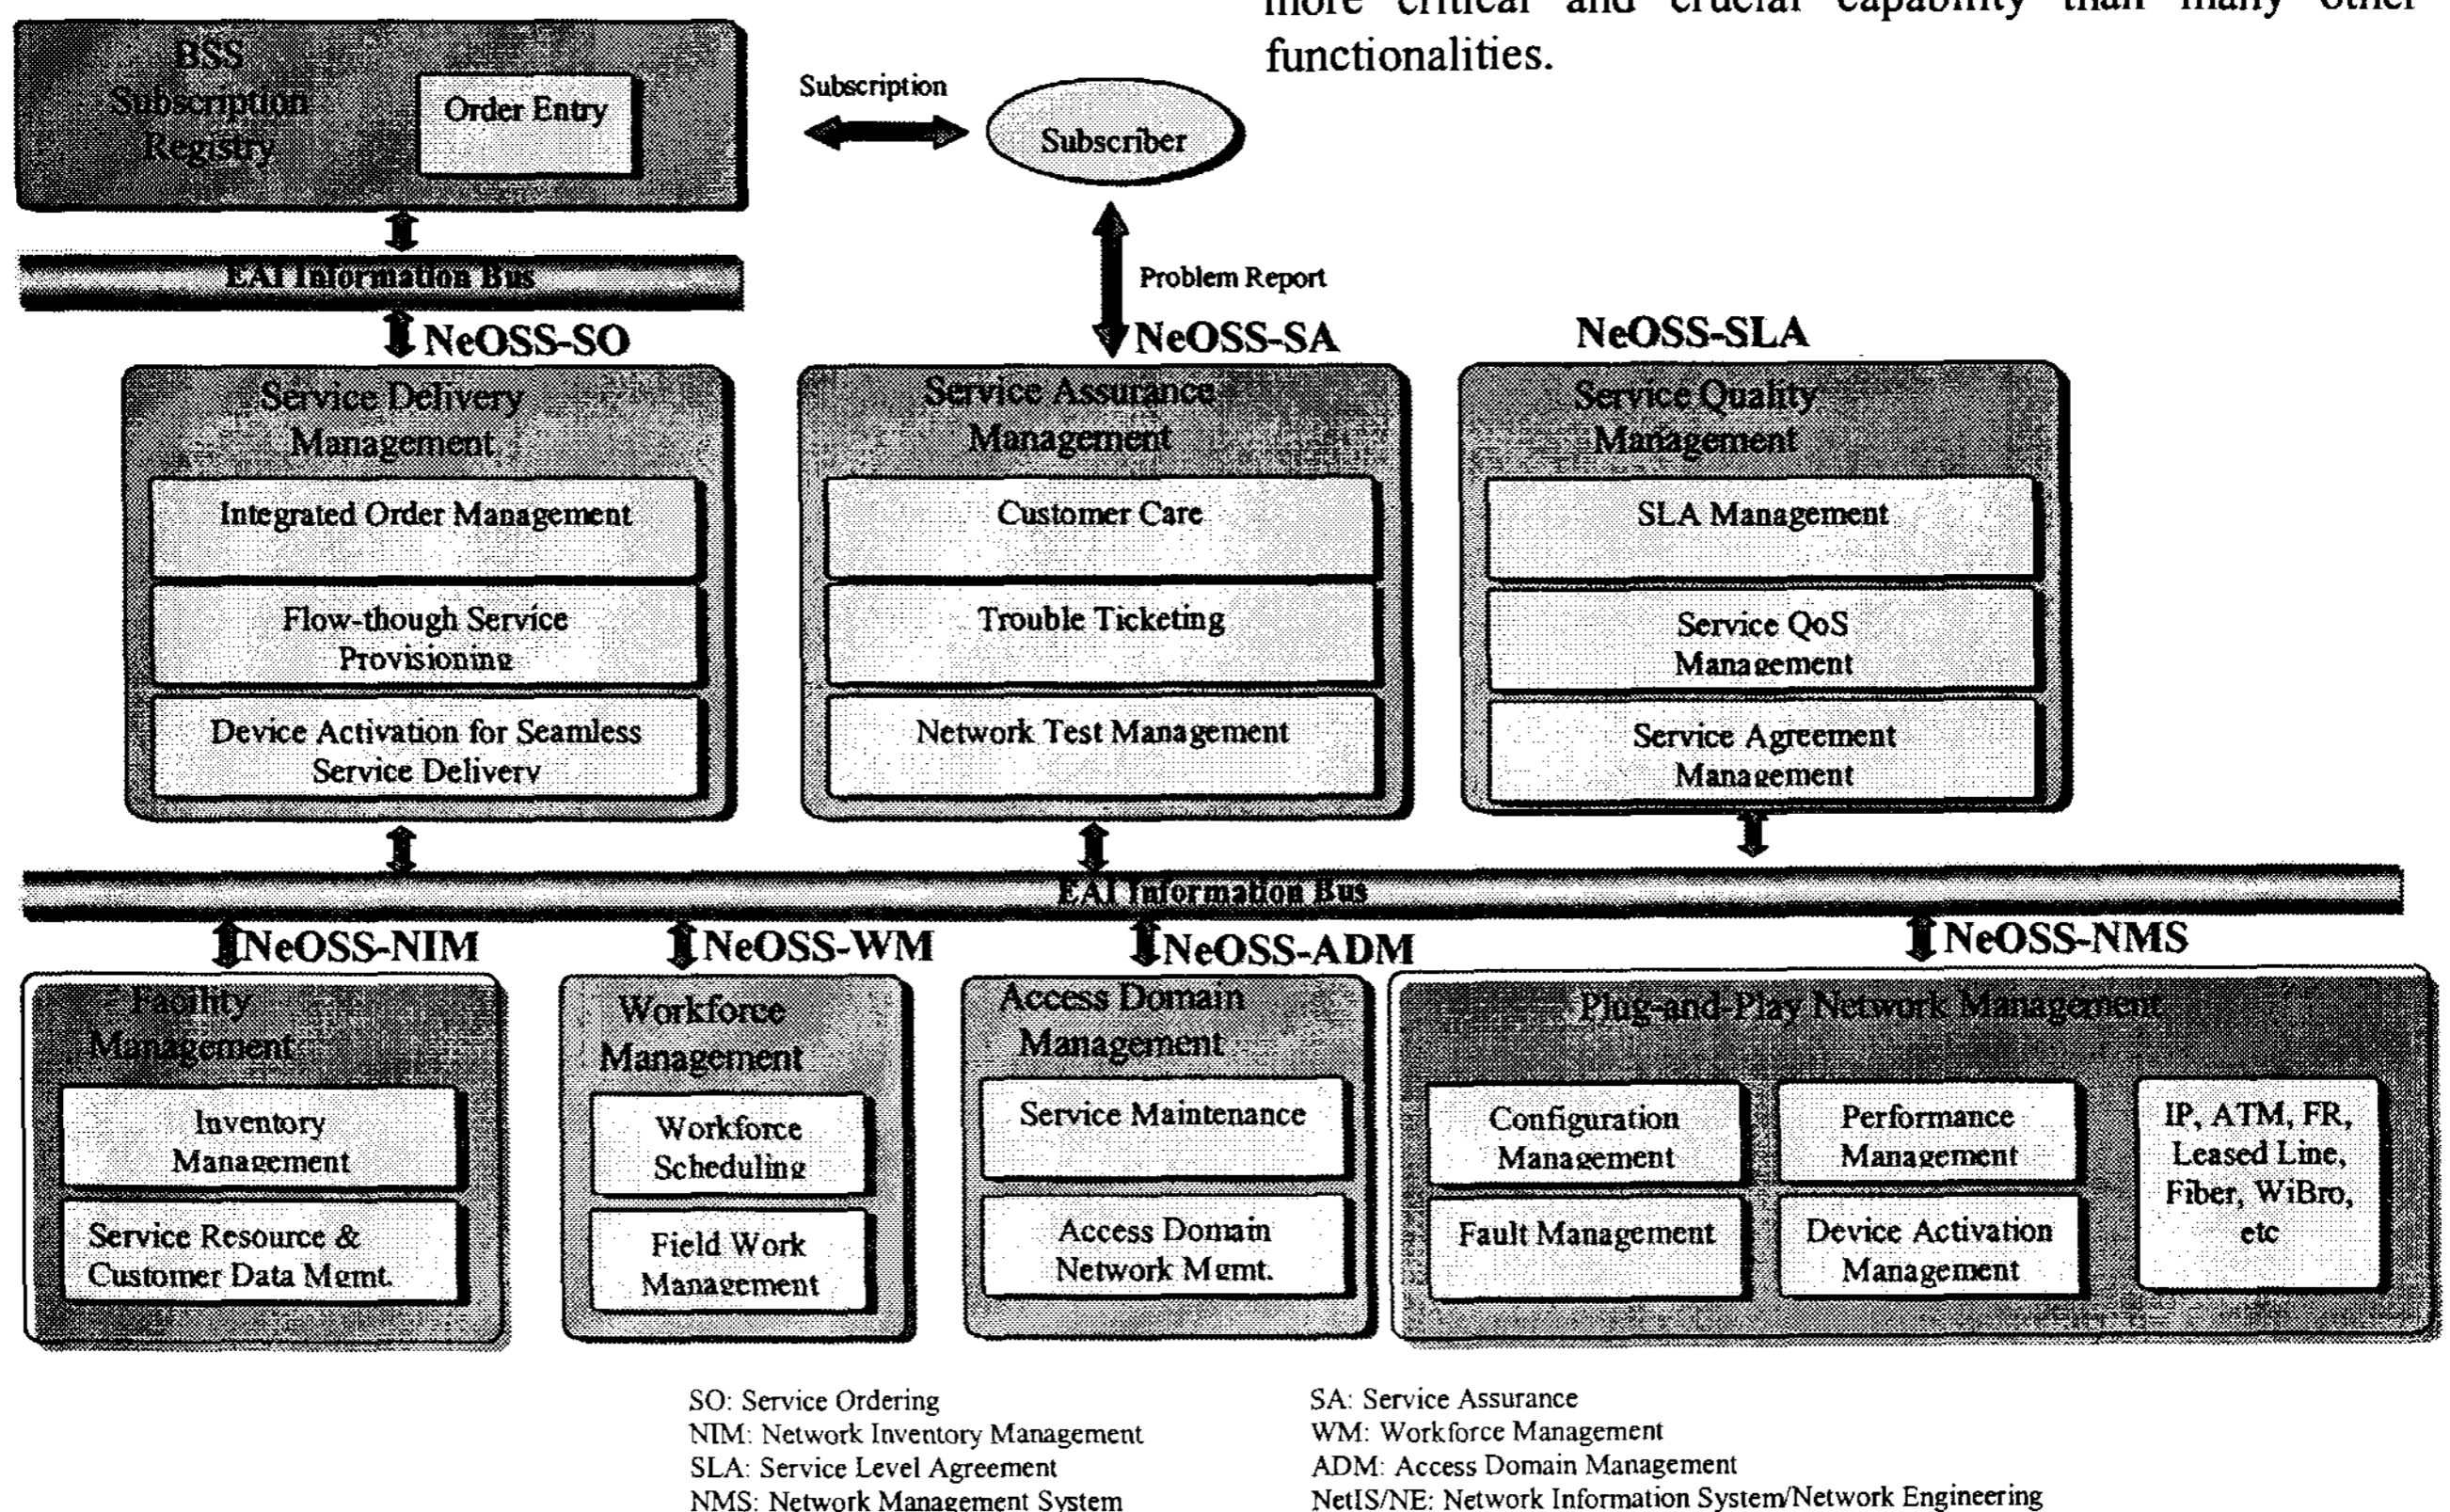 more critical and crucial capability than many other
functionalities.
BSS
Subscription
Registry
Order Entry
Subscription
Subscriber
EAI Information Bus
Problem Report
NeOSS-SO
NeOSS-SA
NeOSS-SLA
Service Delivery
Management
Integrated Order Management
Flow-though Service
Provisioning
Device Activation for Seamless
Service Delivery
Service Assurance
Management
Customer Care
Trouble Ticketing
Network Test Management
Service Quality
Management
SLA Management
Service QoS
Management
Service Agreement
Management
EAI Information Bus
NeOSS-NIM
NeOSS-WM
NeOSS-ADM
NeOSS-NMS
Facility
Management
Inventory
Management
Service Resource &
Customer Data Mgmt.
Workforce
Management
Workforce
Scheduling
Field Work
Management
Access Domain
Management
Service Maintenance
Access Domain
Network Mgmt.
Plug-and-Play Network Management
Configuration
Management
Performance
Management
Fault Management
Device Activation
Management
IP, ATM, FR,
Leased Line,
Fiber, WiBro,
etc
SO: Service Ordering
NIM: Network Inventory Management
SLA: Service Level Agreement
NMS: Network Management System
SA: Service Assurance
WM: Workforce Management
ADM: Access Domain Management
NetIS/NE: Network Information System/Network Engineering